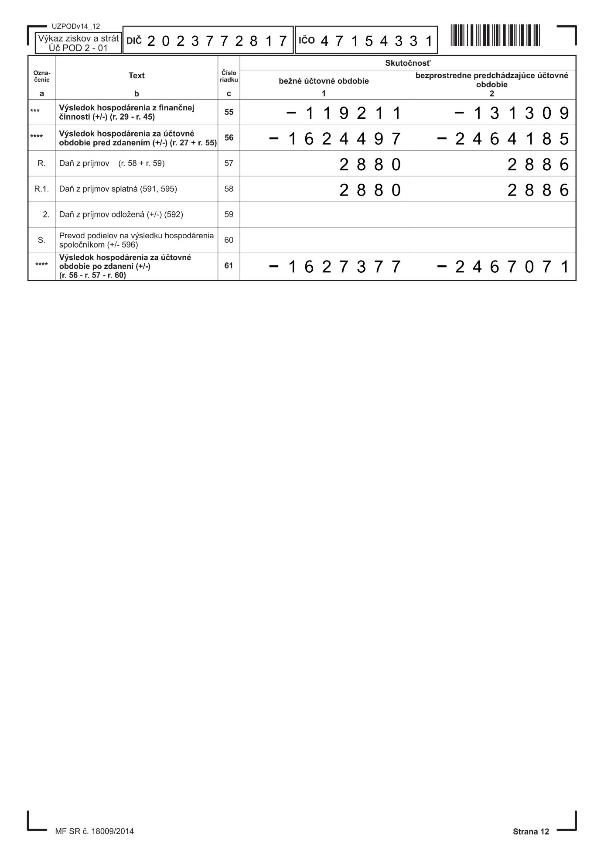 UZPODv14_12
Výkaz ziskov a strát
Úč POD 2 - 01
DIČ 2023772817
IČO 47154331
Ozna-
čenie
Text
Číslo
riadku
Skutočnosť
bežné účtovné obdobie
bezprostredne predchádzajúce účtovné
obdobie
a b c 1 2
*** Výsledok hospodárenia z finančnej
činnosti (+/-) (r. 29 - r. 45) 55 -119211 -131309
**** Výsledok hospodárenia za účtovné
obdobie pred zdanením (+/-) (r. 27 + r. 55) 56 -1624497 -2464185
R. Daň z príjmov (r. 58 + r. 59) 57 2880 2886
R.1. Daň z príjmov splatná (591, 595) 58 2880 2886
2. Daň z príjmov odložená (+/-) (592) 59
S. Prevod podielov na výsledku hospodárenia
spoločníkom (+/- 596) 60
**** Výsledok hospodárenia za účtovné
obdobie po zdanení (+/-)
(r. 56 - r. 57 - r. 60) 61 -1627377 -2467071
MF SR č. 18009/2014
Strana 12